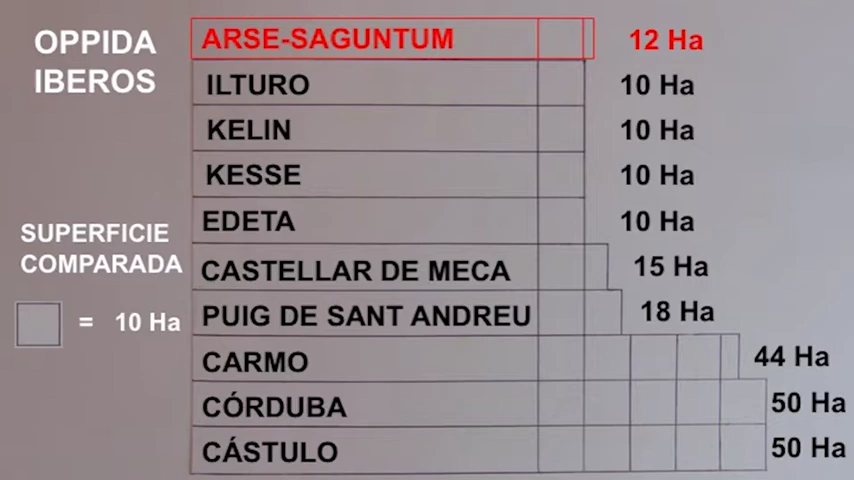 OPPIDA
IBEROS
ARSE-SAGUNTUM 12 Ha
ILTURO 10 Ha
KELIN 10 Ha
KESSE 10 Ha
EDETA 10 Ha
SUPERFICIE
COMPARADA
= 10 Ha
CASTELLAR DE MECA 15 Ha
PUIG DE SANT ANDREU 18 Ha
CARMO 44 Ha
CÓRDUBA 50 Ha
CÁSTULO 50 Ha